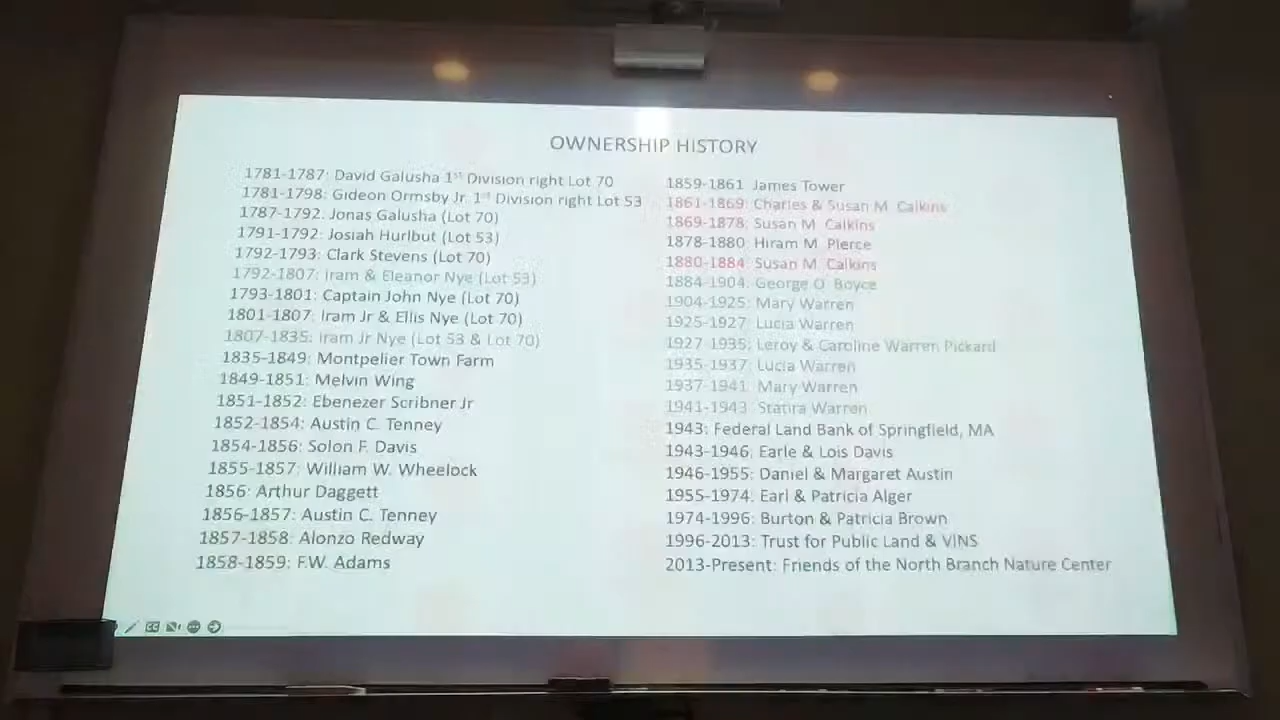 OWNERSHIP HISTORY
1781-1787: David Galusha 1st Division right Lot 70
1781-1798: Gideon Ormsby Jr. 1st Division right Lot 53
1787-1792: Jonas Galusha (Lot 70)
1791-1792: Josiah Hurlbut (Lot 53)
1792-1793: Clark Stevens (Lot 70)
1792-1807: Iram & Eleanor Nye (Lot 53)
1793-1801: Captain John Nye (Lot 70)
1801-1807: Iram Jr & Ellis Nye (Lot 70)
1807-1835: Iram Jr Nye (Lot 53 & Lot 70)
1835-1849: Montpelier Town Farm
1849-1851: Melvin Wing
1851-1852: Ebenezer Scribner Jr
1852-1854: Austin C. Tenney
1854-1856: Solon F. Davis
1855-1857: William W. Wheelock
1856: Arthur Daggett
1856-1857: Austin C. Tenney
1857-1858: Alonzo Redway
1858-1859: F.W. Adams
1859-1861 James Tower
1861-1869: Charles & Susan M. Calkins
1869-1878: Susan M. Calkins
1878-1880: Hiram M. Pierce
1880-1884: Susan M. Calkins
1884-1904: George O. Boyce
1904-1925: Mary Warren
1925-1927: Lucia Warren
1927-1935: Leroy & Caroline Warren Pickard
1935-1937: Lucia Warren
1937-1941: Mary Warren
1941-1943: Statira Warren
1943: Federal Land Bank of Springfield, MA
1943-1946: Earle & Lois Davis
1946-1955: Daniel & Margaret Austin
1955-1974: Earl & Patricia Alger
1974-1996: Burton & Patricia Brown
1996-2013: Trust for Public Land & VINS
2013-Present: Friends of the North Branch Nature Center